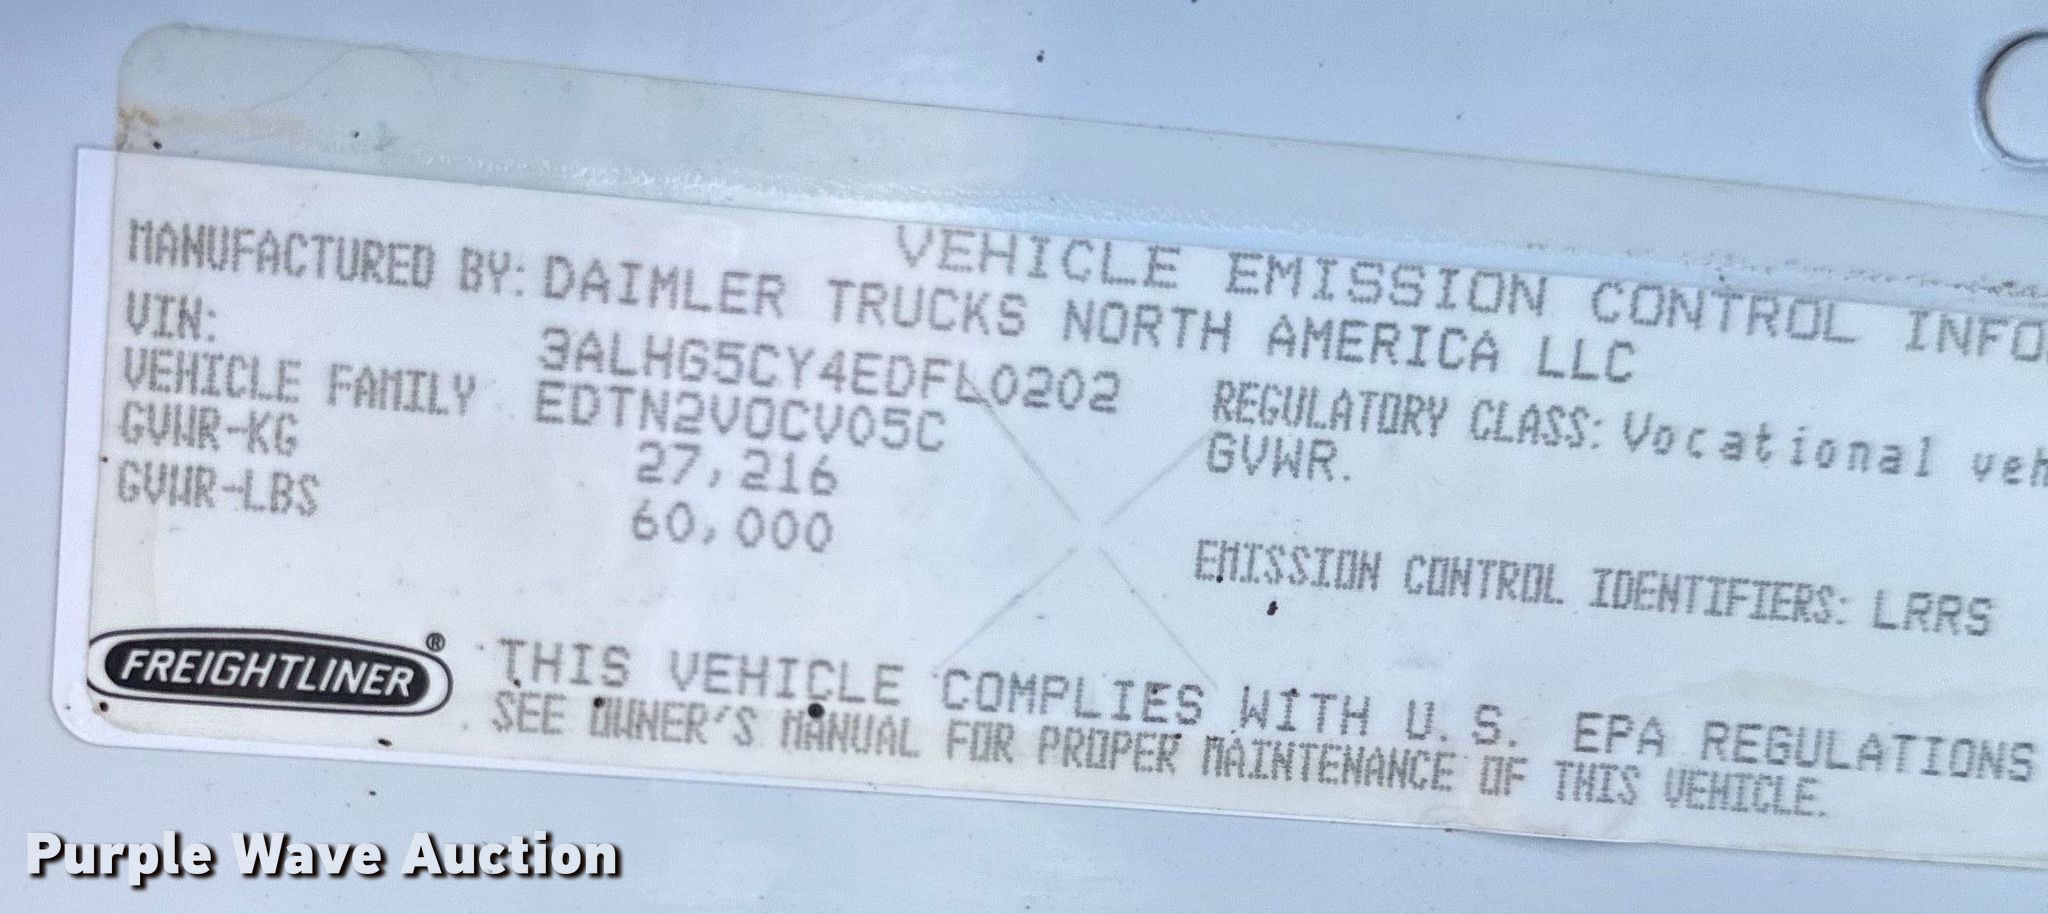 VEHICLE EMISSION CONTROL INFO
MANUFACTURED BY: DAIMLER TRUCKS NORTH AMERICA LLC
VIN: 3ALHG5CY4EDFL0202
VEHICLE FAMILY EDTN2VOCV05C
GVWR-KG 27,216
GVWR-LBS 60,000
REGULATORY CLASS: Vocational veh
GVWR.
EMISSION CONTROL IDENTIFIERS: LRRS
FREIGHTLINER®
THIS VEHICLE COMPLIES WITH U.S. EPA REGULATIONS
SEE OWNER'S MANUAL FOR PROPER MAINTENANCE OF THIS VEHICLE.
Purple Wave Auction